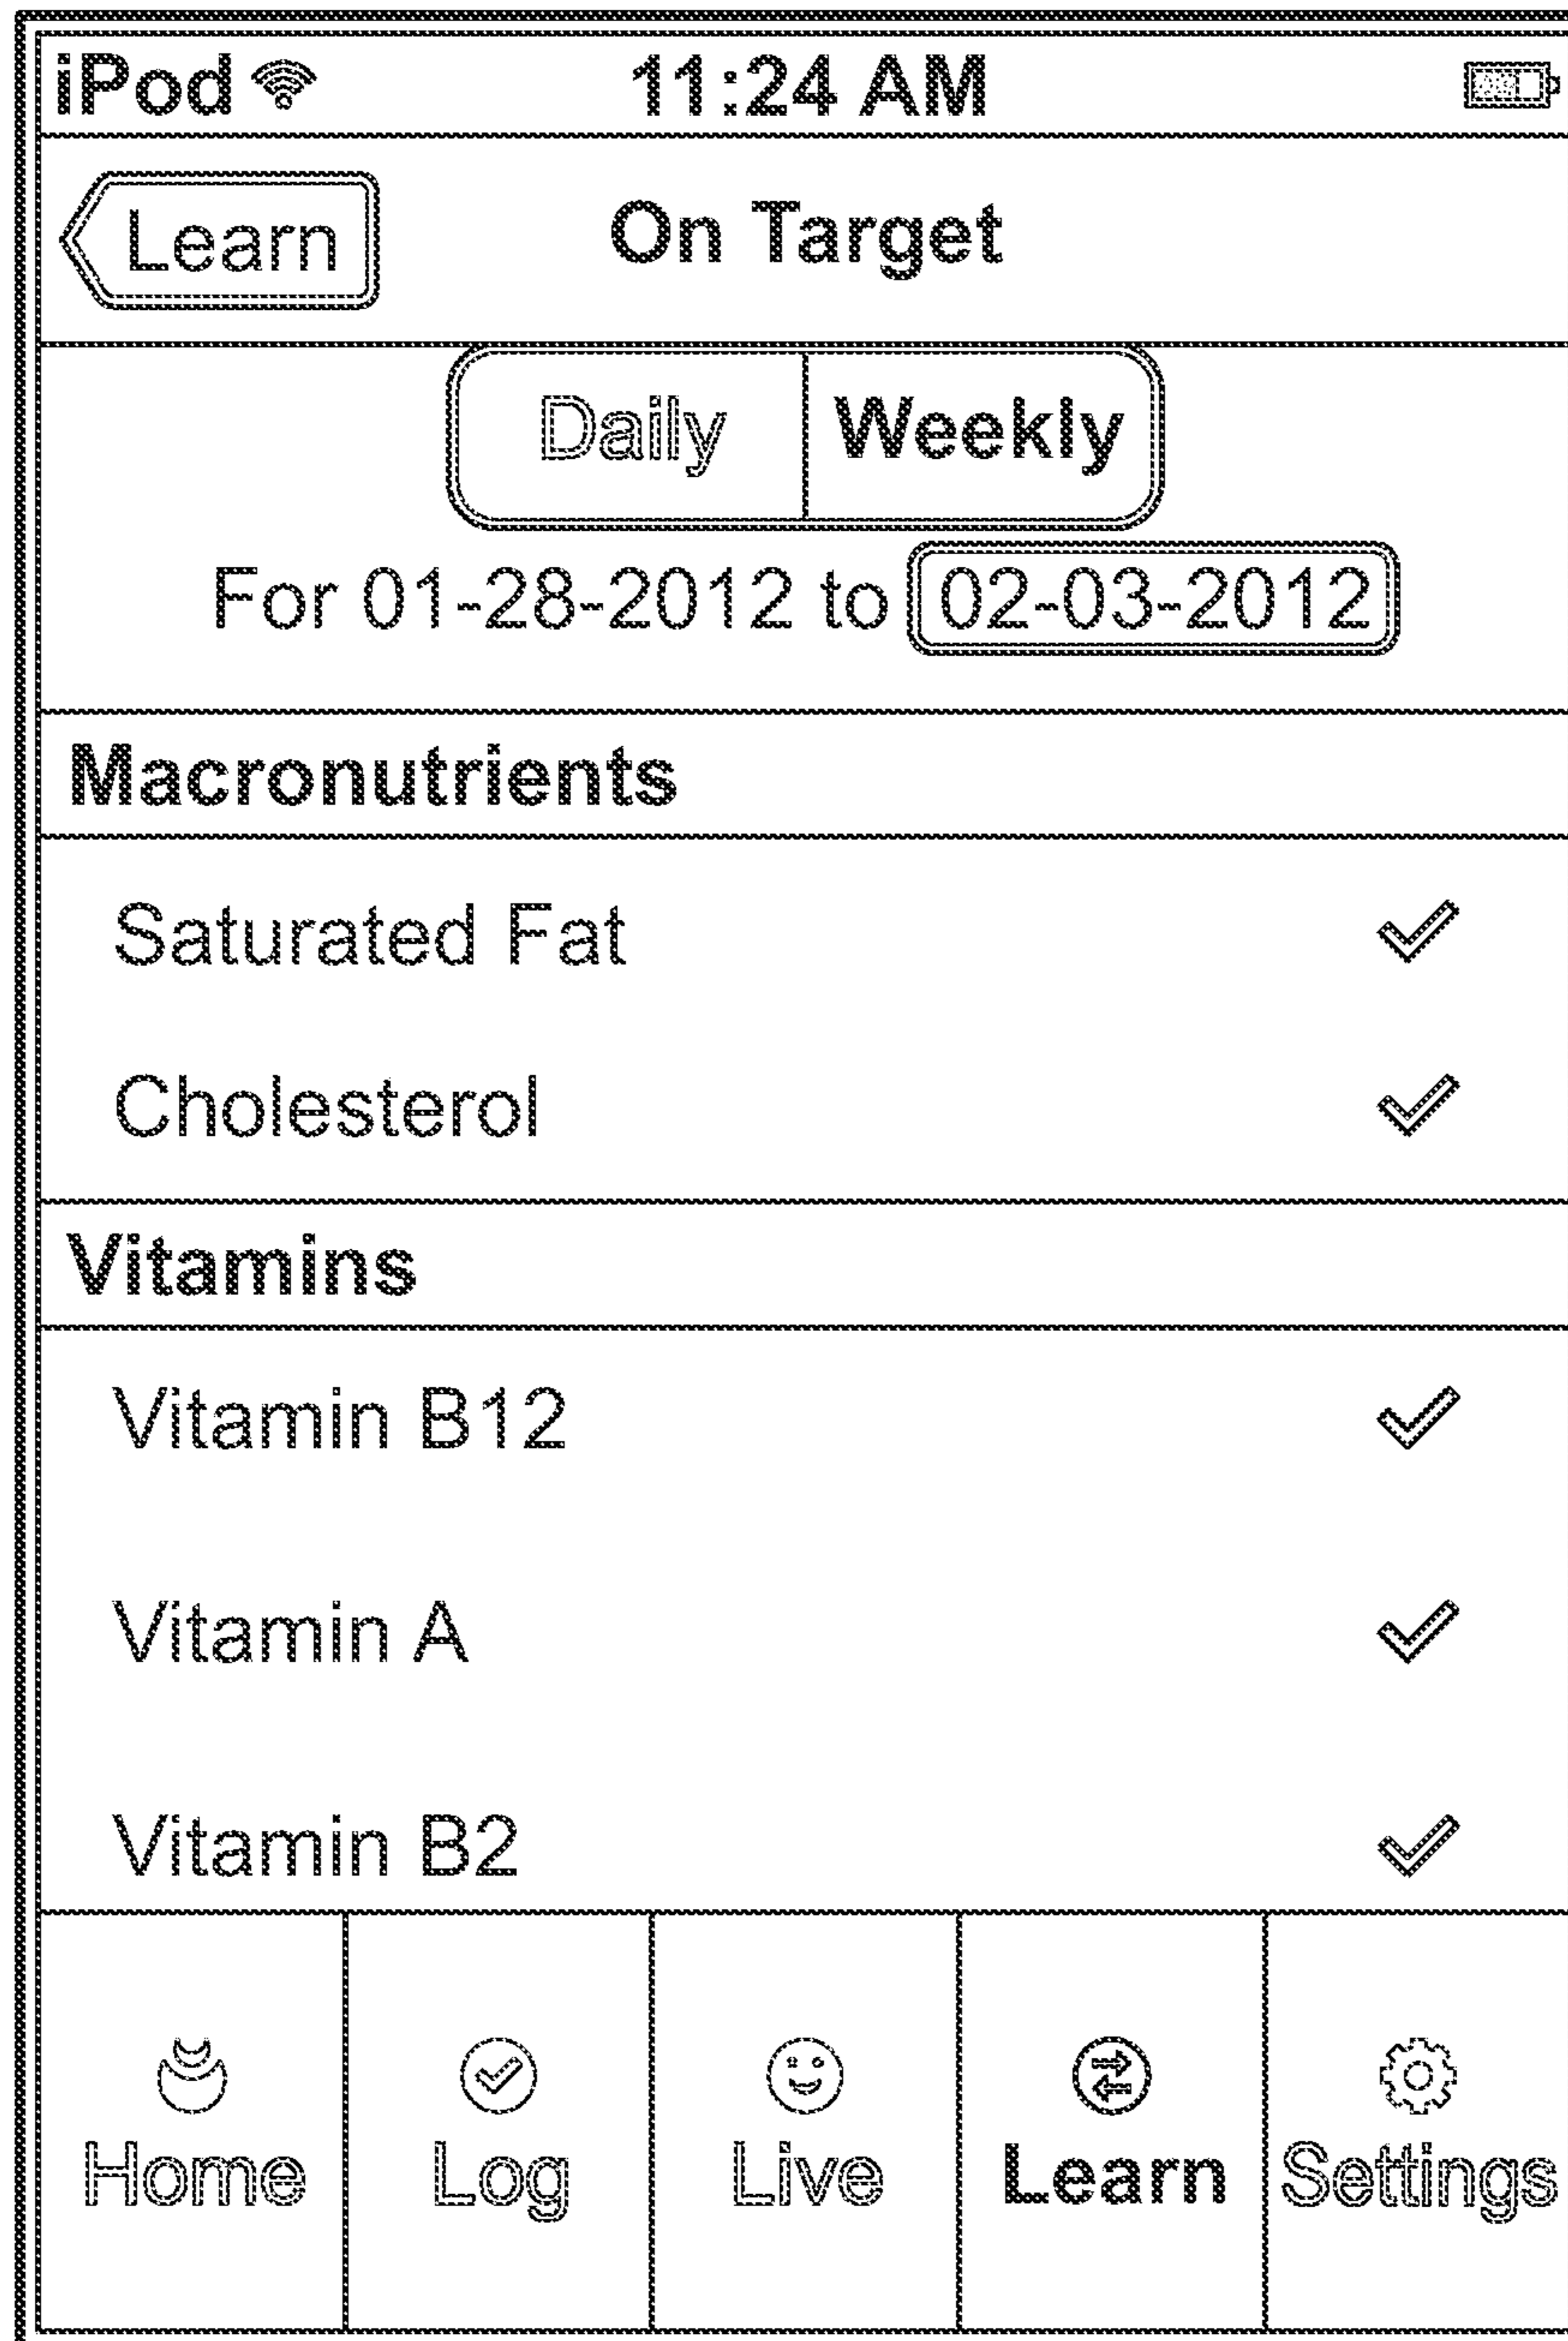 iPod 11:24 AM
Learn On Target
Daily Weekly
For 01-28-2012 to 02-03-2012
Macronutrients
Saturated Fat
Cholesterol
Vitamins
Vitamin B12
Vitamin A
Vitamin B2
Home Log Live Learn Settings